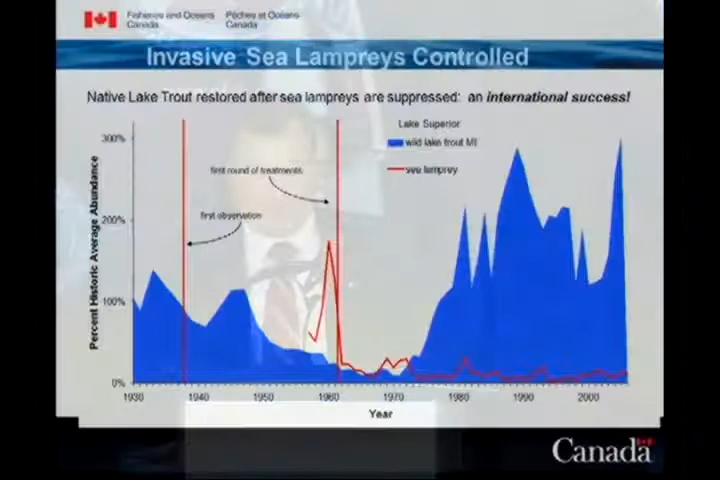 Fisheries and Oceans Pêches et Océans
Canada Canada
Invasive Sea Lampreys Controlled
Native Lake Trout restored after sea lampreys are suppressed: an international success!
Lake Superior
wild lake trout MI
sea lamprey
first round of treatments
first observation
Percent Historic Average Abundance
300%
200%
100%
0%
1930 1940 1950 1960 1970 1980 1990 2000
Year
Canada